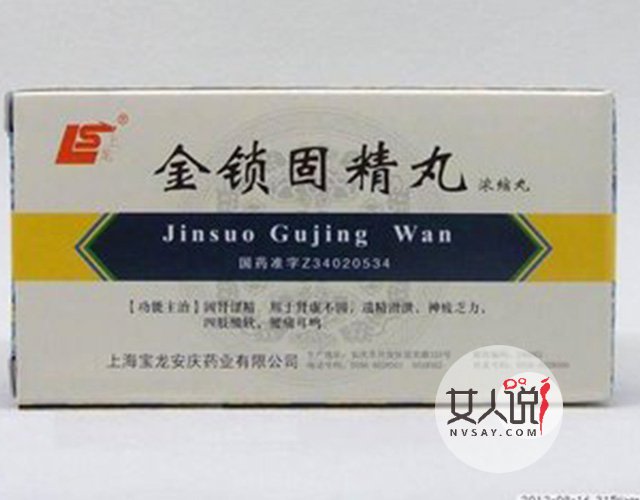 LS
上龙
®
金锁固精丸 浓缩丸
Jinsuo Gujing Wan
国药准字Z34020534
【功能主治】固肾涩精。用于肾虚不固，遗精滑泄，神疲乏力，
四肢酸软，腰痛耳鸣
上海宝龙安庆药业有限公司
女人说
NVSAY.COM